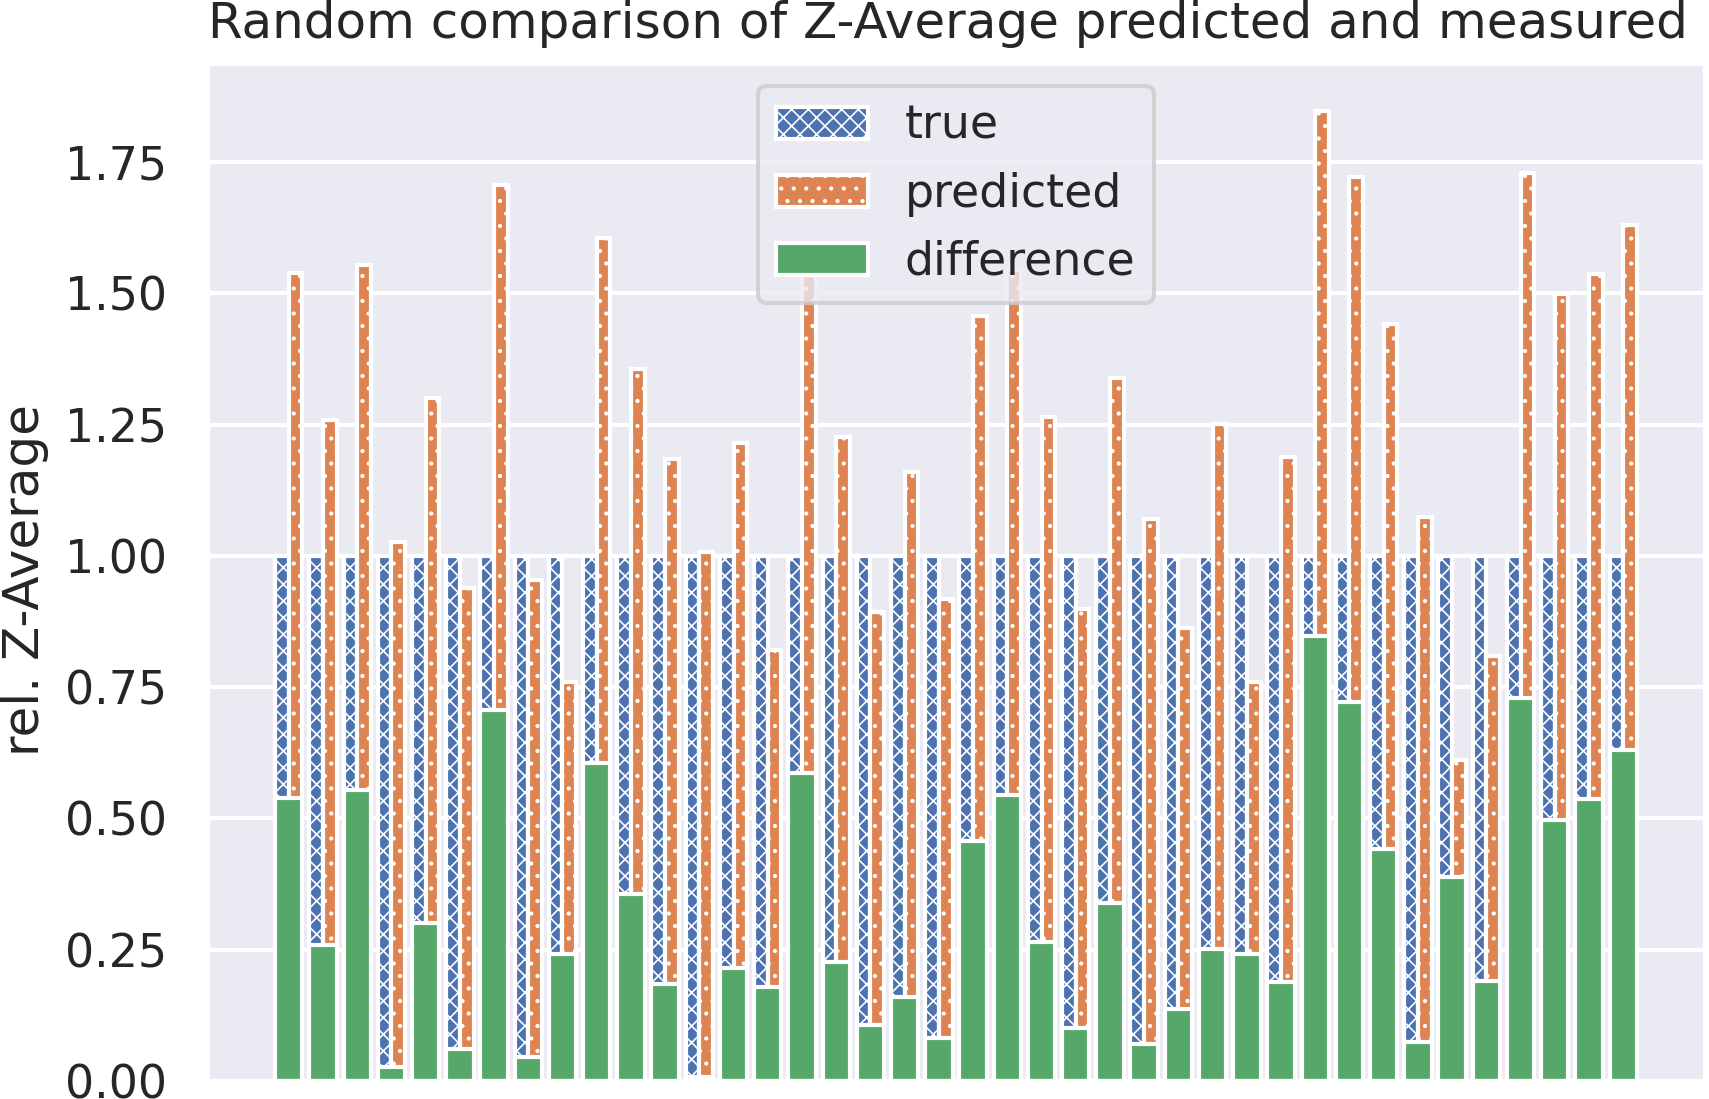 Random comparison of Z-Average predicted and measured
true
predicted
difference
rel. Z-Average
1.75
1.50
1.25
1.00
0.75
0.50
0.25
0.00